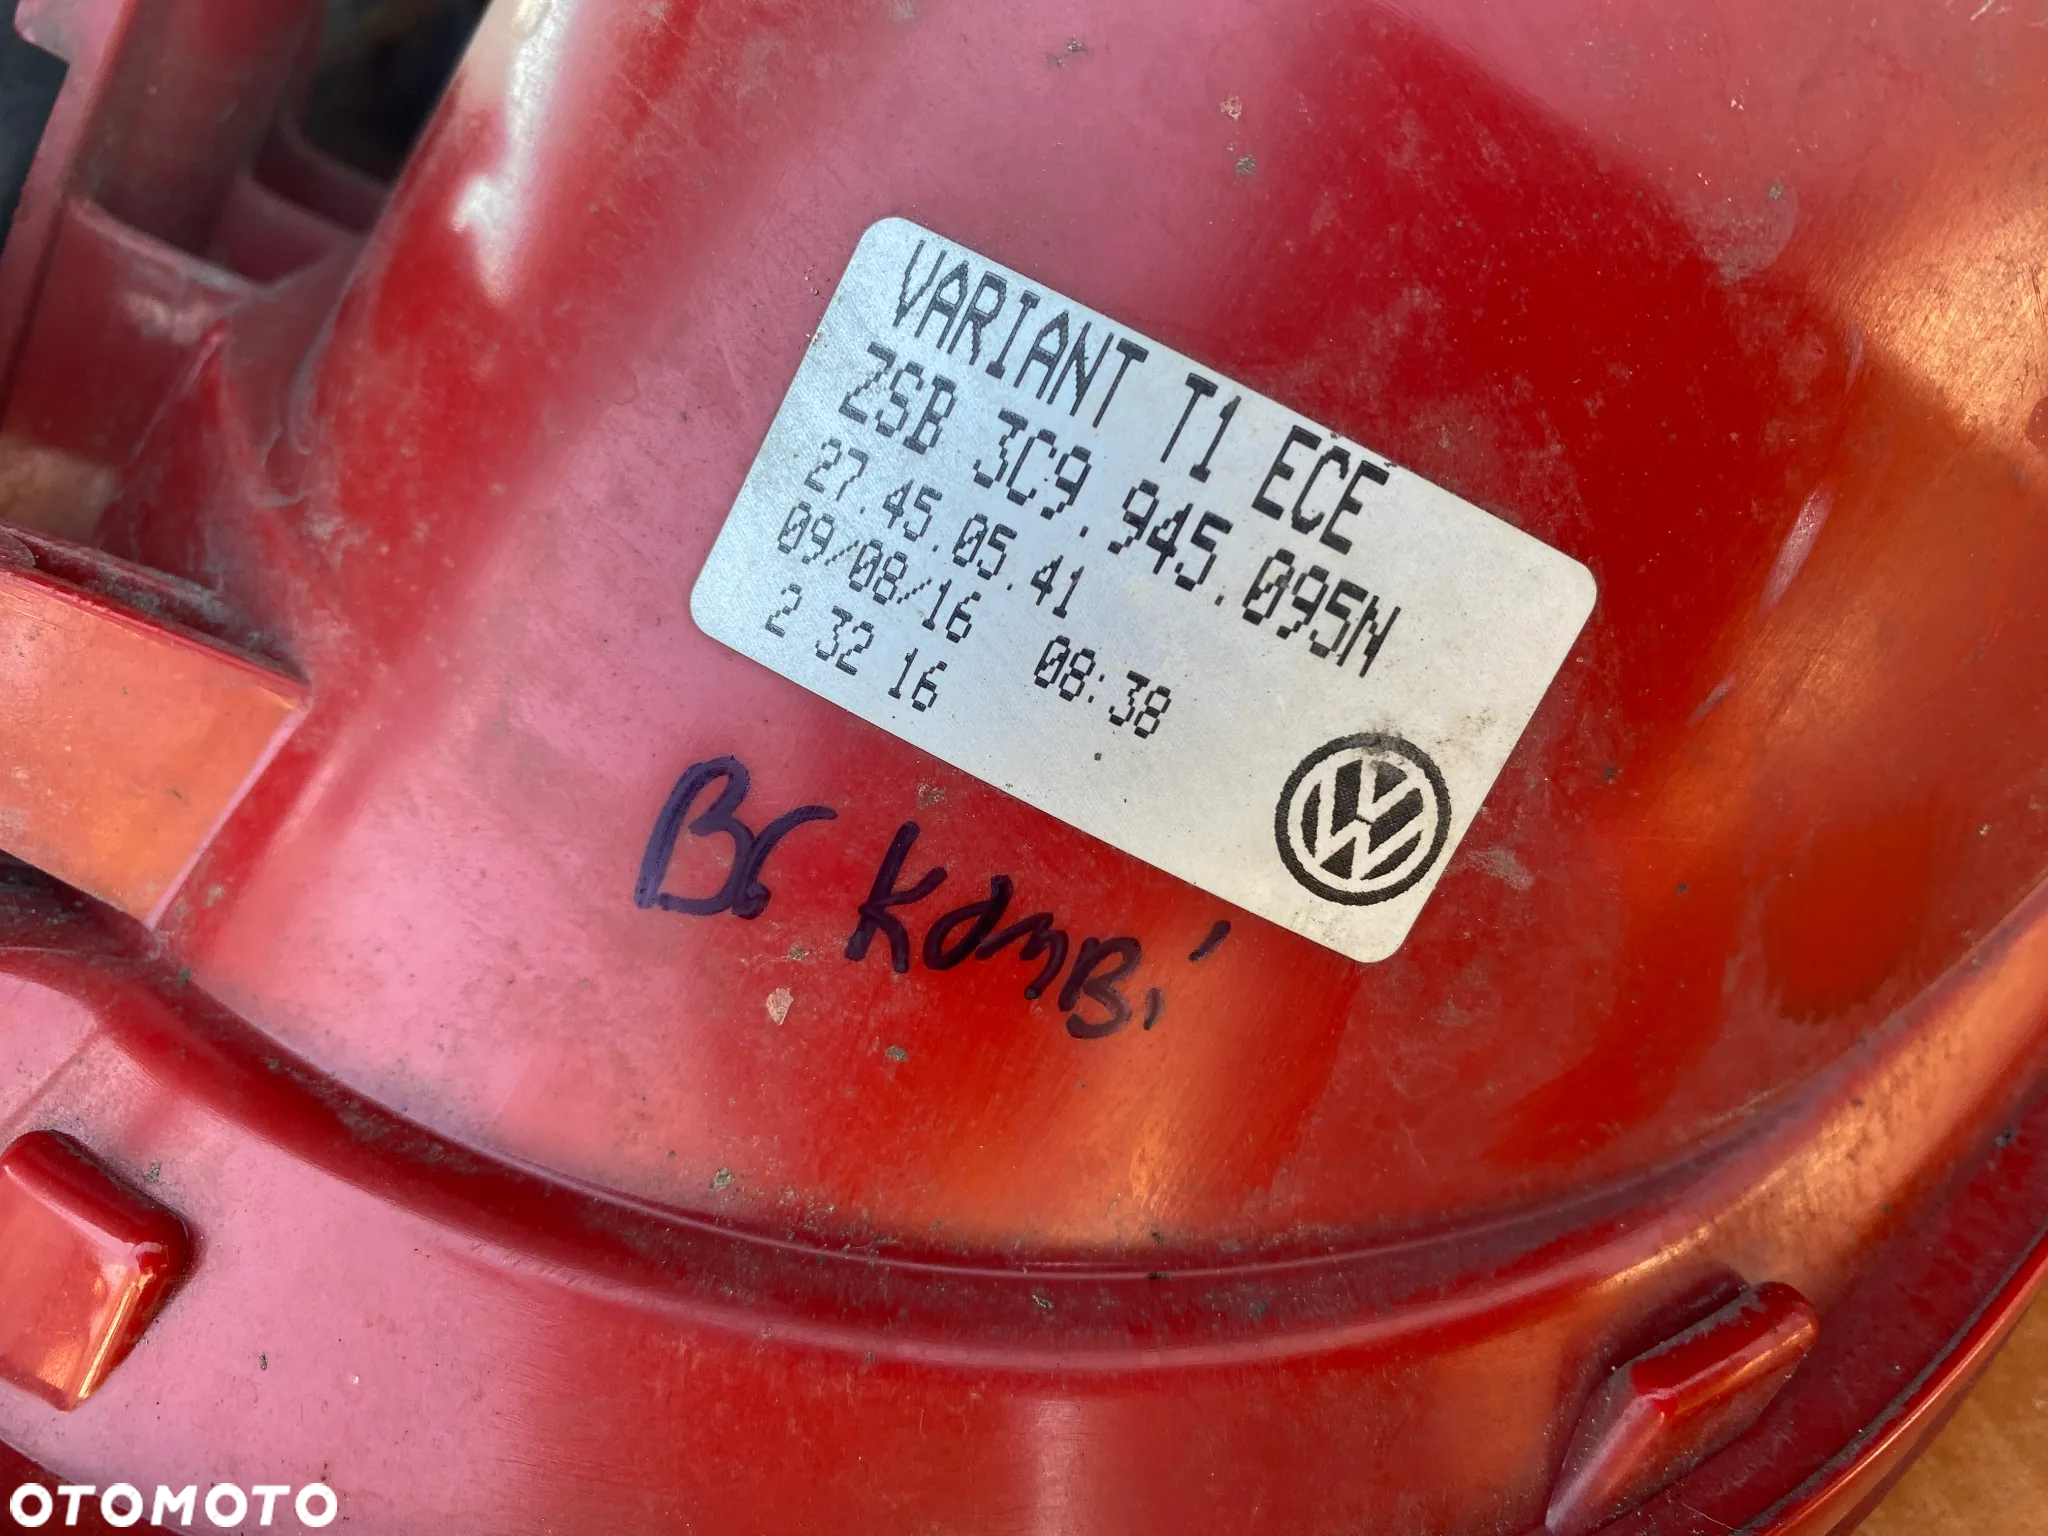 VARIANT T1 ECE
ZSB 3C9.945.095N
27.45.05.41
09/08/16 08:38
2 32 16
B6 KOMBi
OTOMOTO